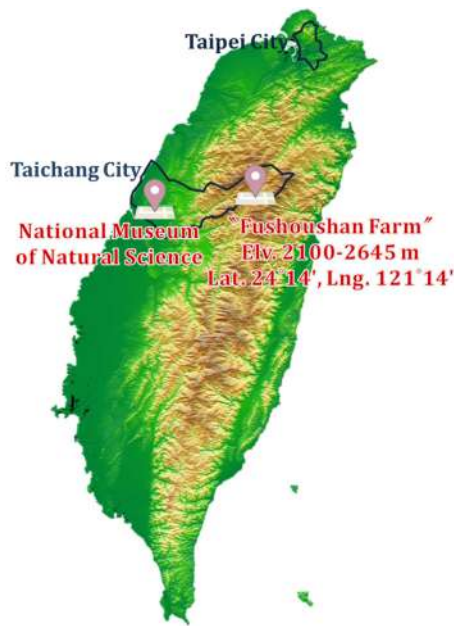 Taipei City
Taichang City
National Museum
of Natural Science
"Fushoushan Farm"
Elv. 2100-2645 m
Lat. 24°14′, Lng. 121°14′